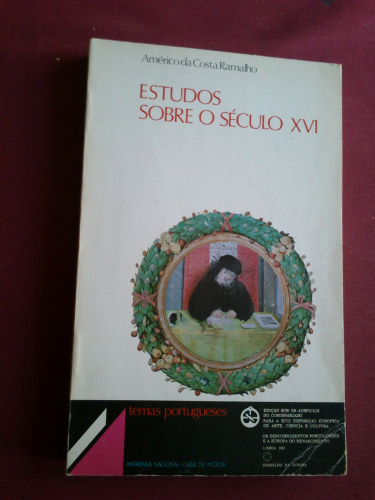 Américo da Costa Ramalho
ESTUDOS
SOBRE O SÉCULO XVI
temas portugueses
EDIÇÃO SOB OS AUSPÍCIOS
DO COMISSARIADO
PARA A XVII EXPOSIÇÃO EUROPEIA
DE ARTE, CIÊNCIA E CULTURA
OS DESCOBRIMENTOS PORTUGUESES
E A EUROPA DO RENASCIMENTO
LISBOA
CONSELHO DA EUROPA
IMPRENSA NACIONAL - CASA DA MOEDA